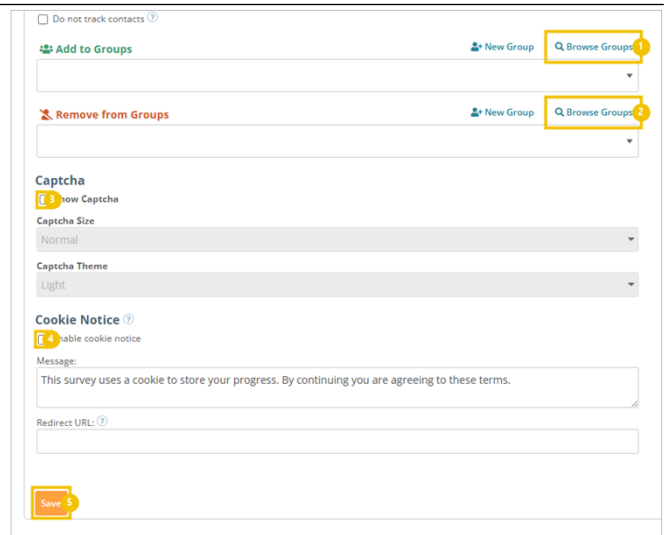 Do not track contacts ?
Add to Groups New Group Browse Groups 1
Remove from Groups New Group Browse Groups 2
Captcha
3 how Captcha
Captcha Size
Normal
Captcha Theme
Light
Cookie Notice ?
4 nable cookie notice
Message:
This survey uses a cookie to store your progress. By continuing you are agreeing to these terms.
Redirect URL: ?
Save 5